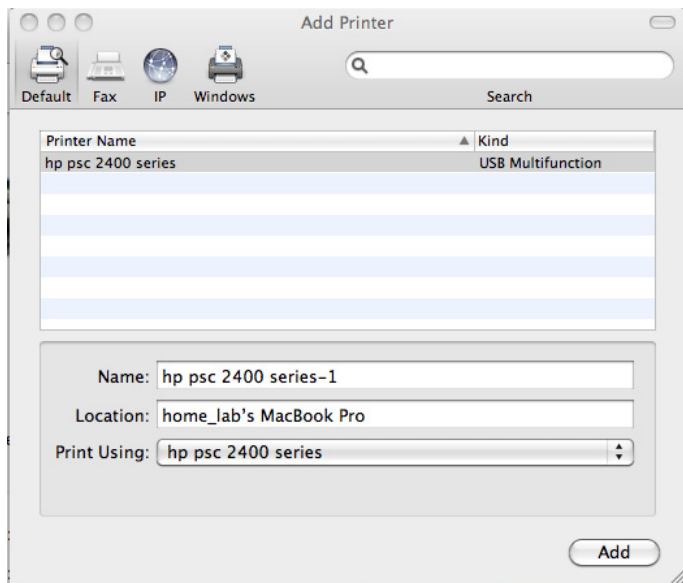 Add Printer
Default Fax IP Windows Search
Printer Name Kind
hp psc 2400 series USB Multifunction
Name: hp psc 2400 series-1
Location: home_lab's MacBook Pro
Print Using: hp psc 2400 series
Add